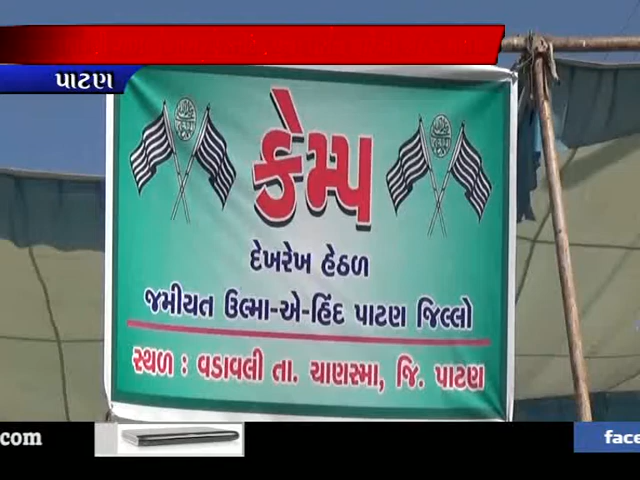 પાટણ
કેમ્પ
દેખરેખ હેઠળ
જમીયત ઉલ્મા-એ-હિંદ પાટણ જિલ્લો
સ્થળ : વડાવલી તા. ચાણસ્મા, જિ. પાટણ
.com
face